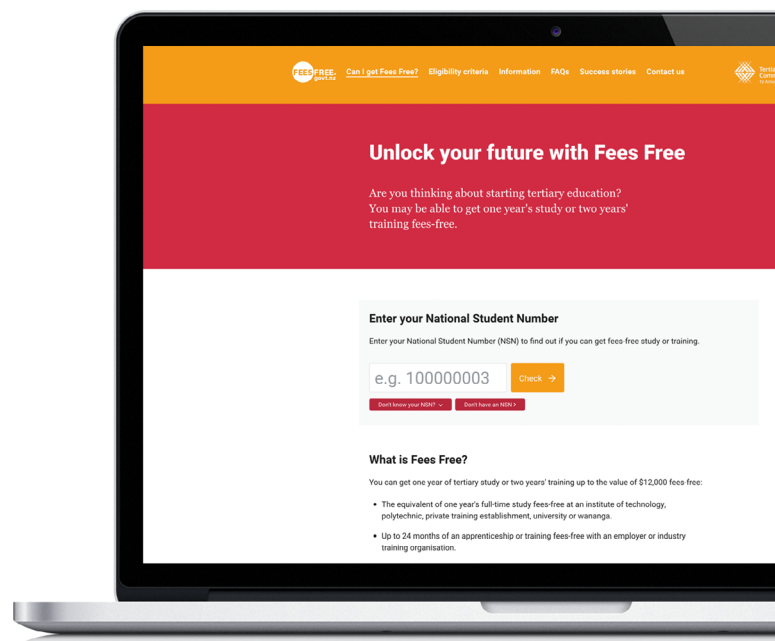 FEES FREE.
govt.nz
Can I get Fees Free? Eligibility criteria Information FAQs Success stories Contact us
Unlock your future with Fees Free
Are you thinking about starting tertiary education?
You may be able to get one year's study or two years'
training fees-free.
Enter your National Student Number
Enter your National Student Number (NSN) to find out if you can get fees-free study or training.
e.g. 100000003 Check →
Don't know your NSN? Don't have an NSN >
What is Fees Free?
You can get one year of tertiary study or two years' training up to the value of $12,000 fees-free:
• The equivalent of one year's full-time study fees-free at an institute of technology,
polytechnic, private training establishment, university or wananga.
• Up to 24 months of an apprenticeship or training fees-free with an employer or industry
training organisation.